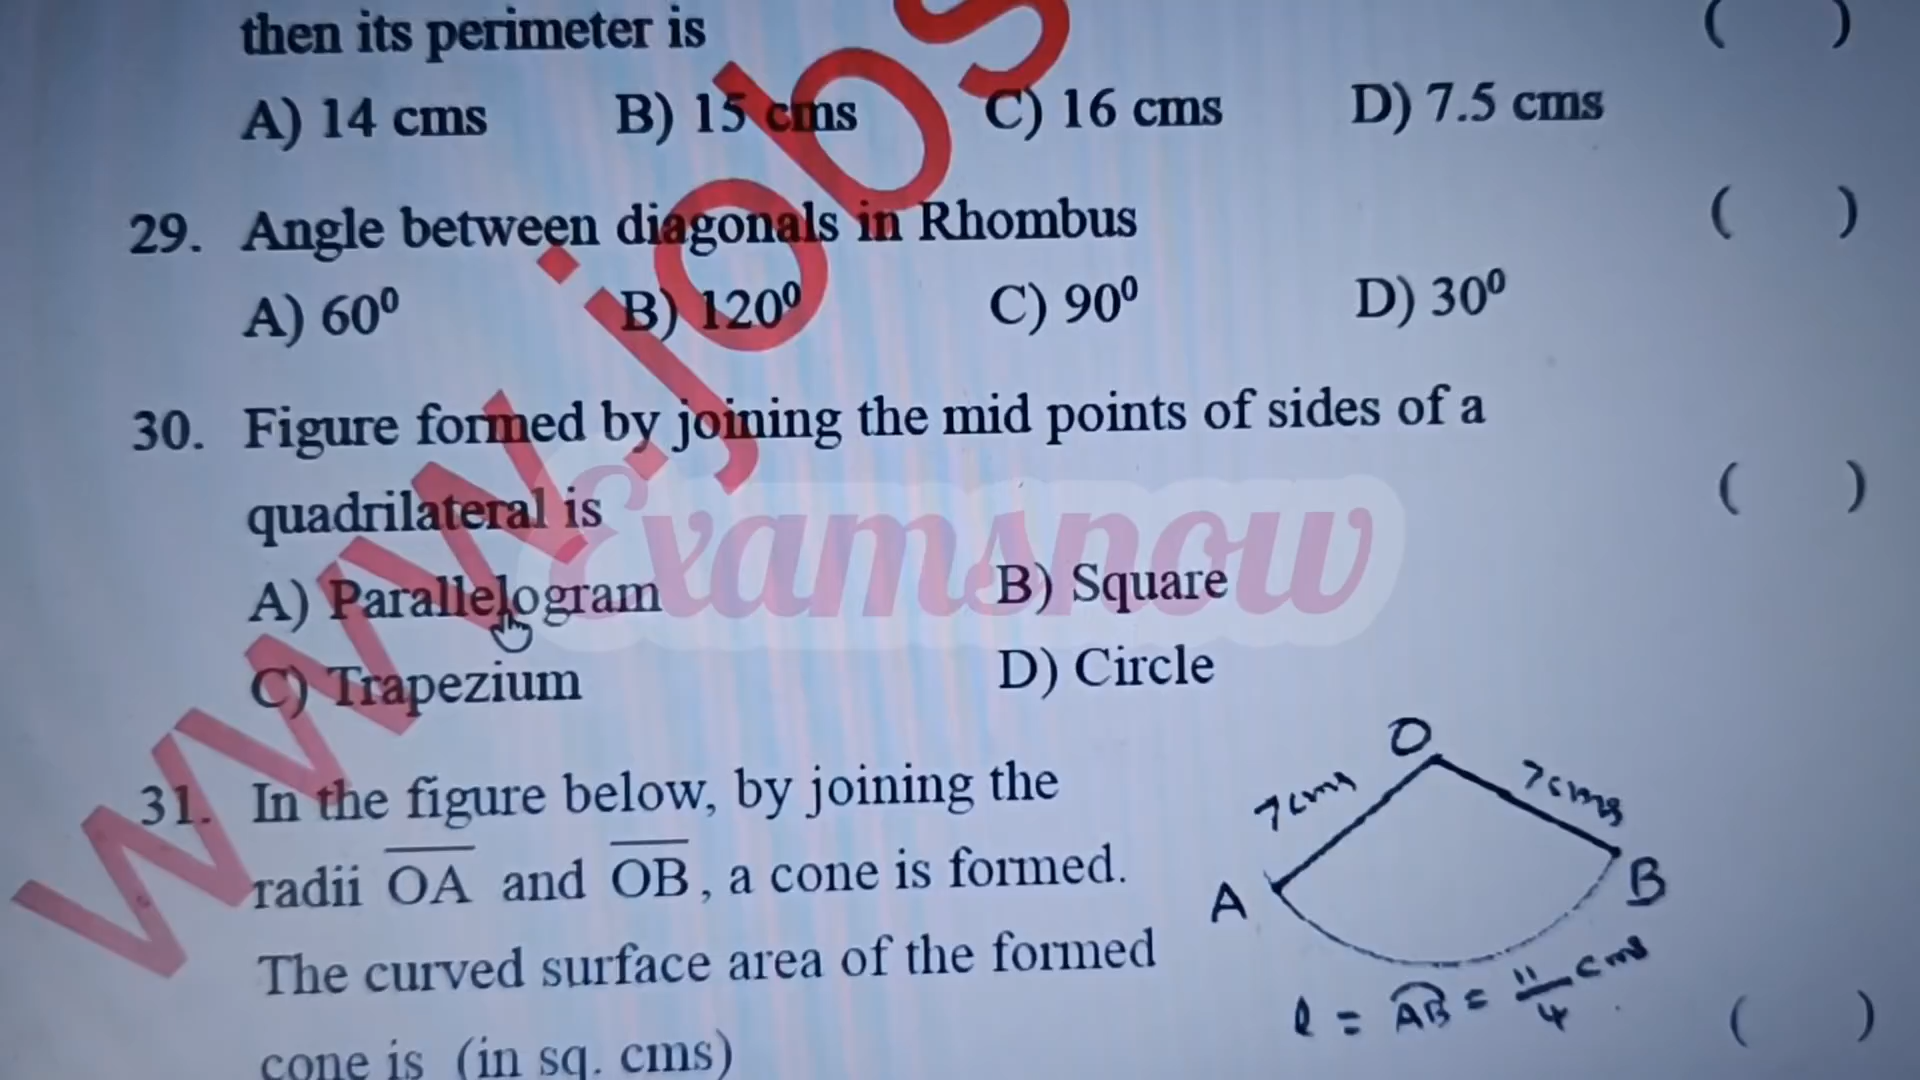 then its perimeter is ( )
A) 14 cms B) 15 cms C) 16 cms D) 7.5 cms
29. Angle between diagonals in Rhombus ( )
A) 60⁰ B) 120⁰ C) 90⁰ D) 30⁰
30. Figure formed by joining the mid points of sides of a
quadrilateral is ( )
A) Parallelogram B) Square
C) Trapezium D) Circle
31. In the figure below, by joining the
radii O̅A̅ and O̅B̅, a cone is formed.
The curved surface area of the formed
cone is (in sq. cms) ( )
O
7cms
7cms
A
B
l = A͡B = 11/4 cms
www.jobs
Examsnow